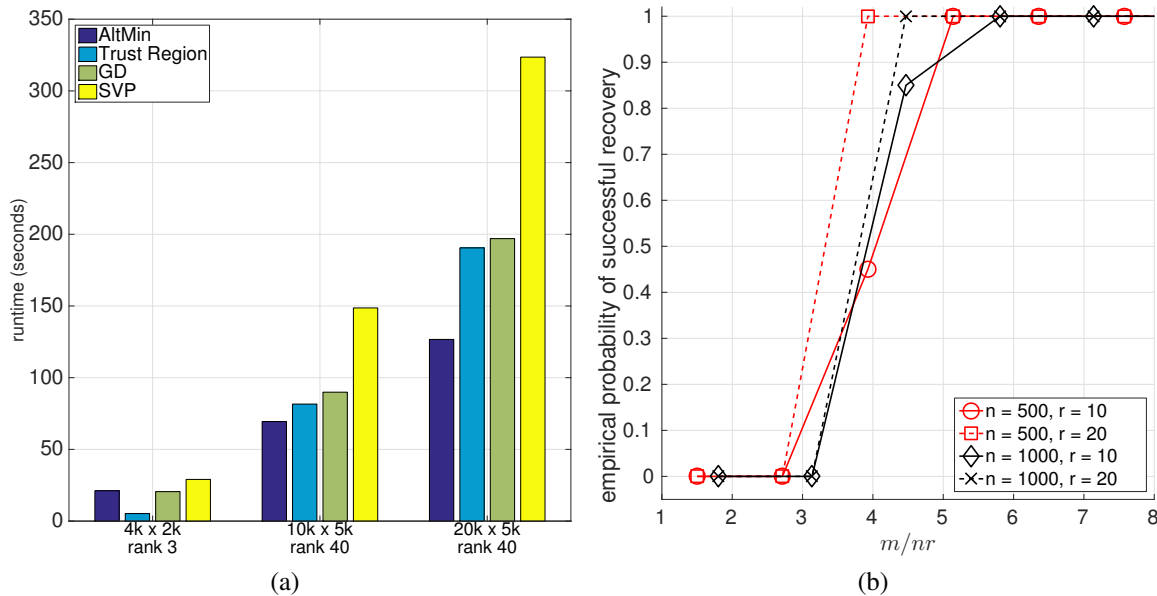 350
300
250
200
150
100
50
0
runtime (seconds)
AltMin
Trust Region
GD
SVP
4k x 2k
rank 3
10k x 5k
rank 40
20k x 5k
rank 40
(a)
1
0.9
0.8
0.7
0.6
0.5
0.4
0.3
0.2
0.1
0
empirical probability of successful recovery
n = 500, r = 10
n = 500, r = 20
n = 1000, r = 10
n = 1000, r = 20
1 2 3 4 5 6 7 8
m/nr
(b)